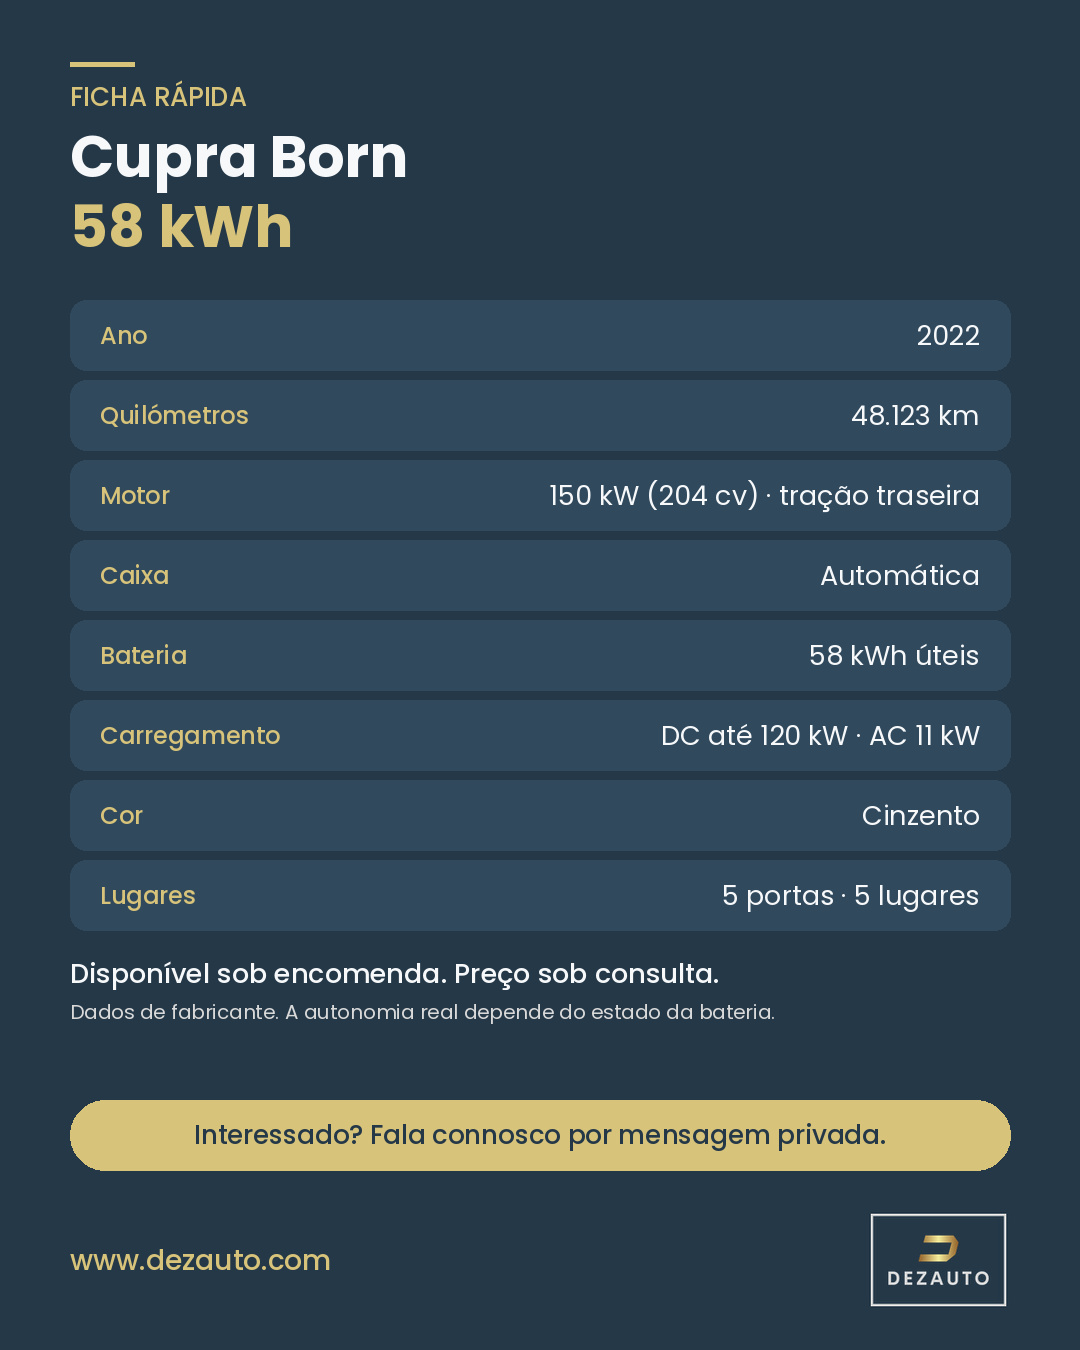 FICHA RÁPIDA
Cupra Born
58 kWh
Ano 2022
Quilómetros 48.123 km
Motor 150 kW (204 cv) · tração traseira
Caixa Automática
Bateria 58 kWh úteis
Carregamento DC até 120 kW · AC 11 kW
Cor Cinzento
Lugares 5 portas · 5 lugares
Disponível sob encomenda. Preço sob consulta.
Dados de fabricante. A autonomia real depende do estado da bateria.
Interessado? Fala connosco por mensagem privada.
www.dezauto.com
DEZAUTO